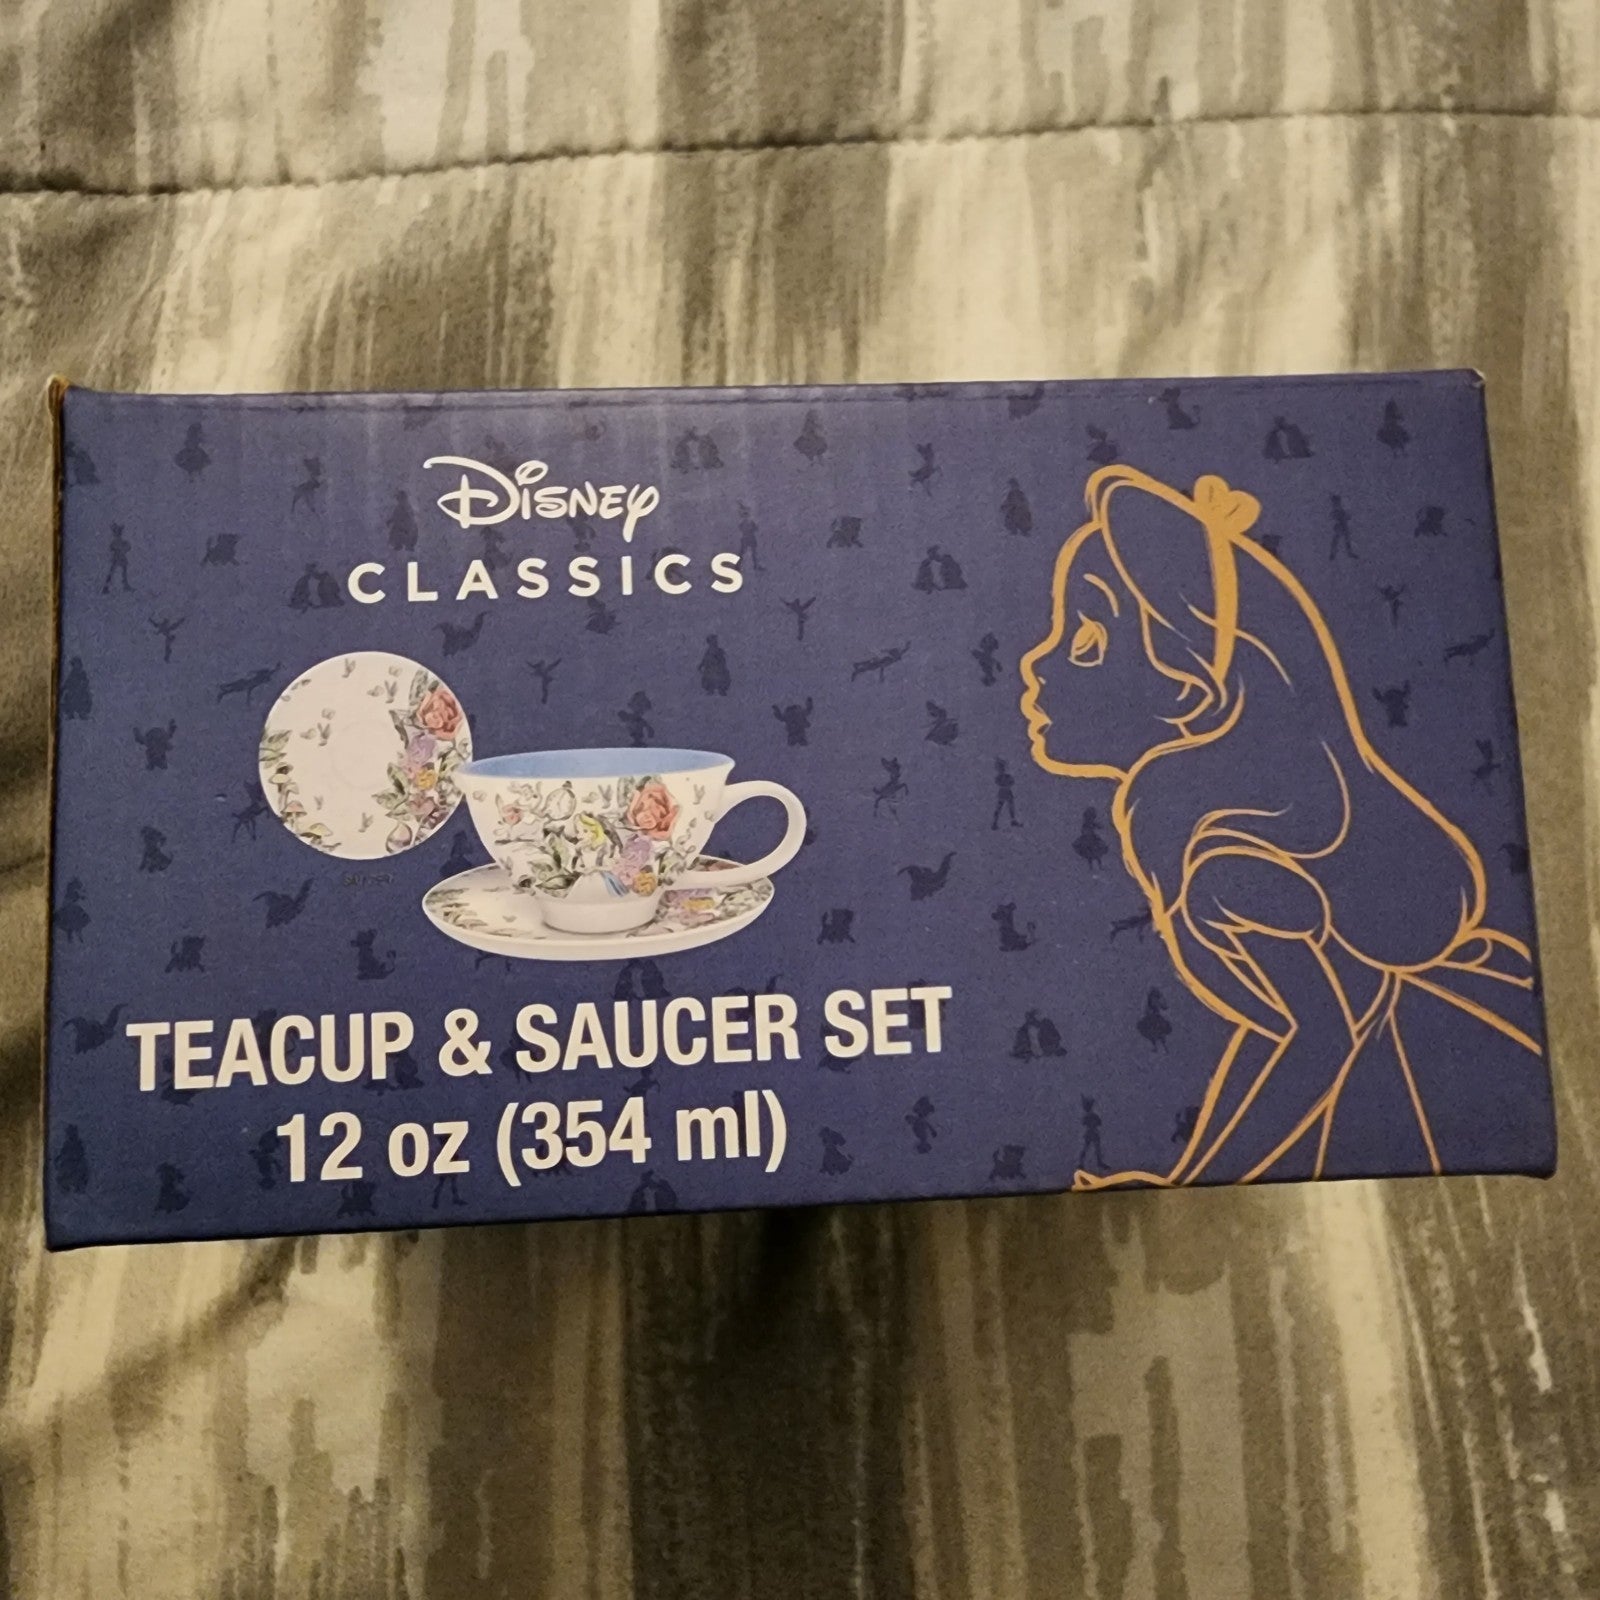 Disney
CLASSICS
TEACUP & SAUCER SET
12 oz (354 ml)